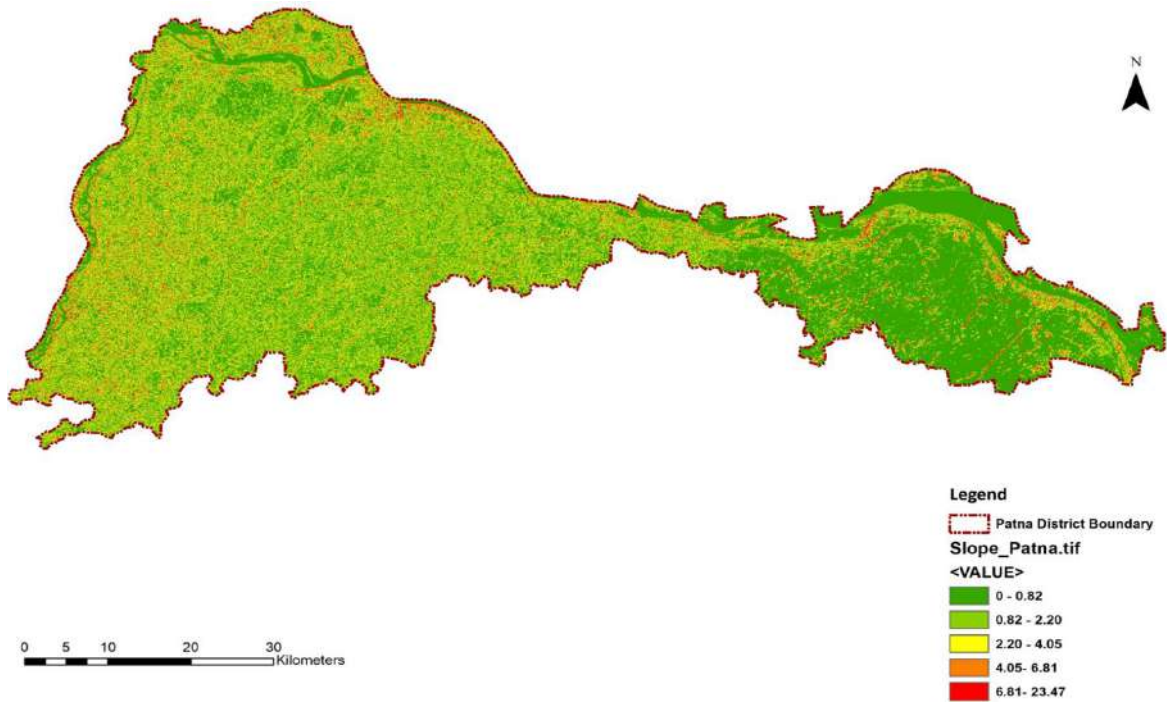 N
Legend
Patna District Boundary
Slope_Patna.tif
<VALUE>
0 - 0.82
0.82 - 2.20
2.20 - 4.05
4.05- 6.81
6.81- 23.47
0 5 10 20 30
Kilometers